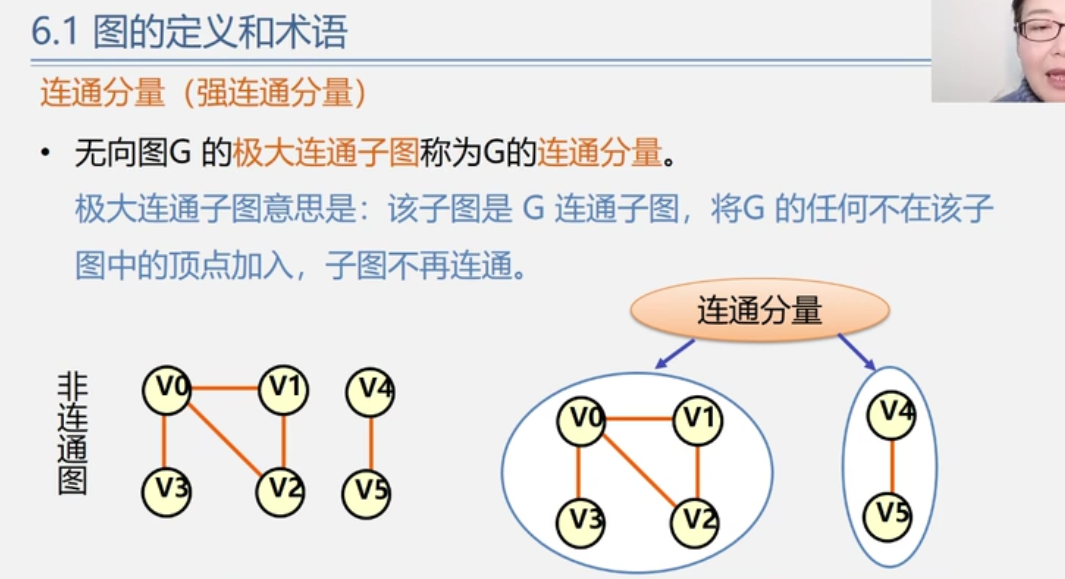 6.1 图的定义和术语
连通分量（强连通分量）
• 无向图G 的极大连通子图称为G的连通分量。
极大连通子图意思是：该子图是 G 连通子图，将G 的任何不在该子
图中的顶点加入，子图不再连通。
连通分量
非连通图
V0 V1 V4
V3 V2 V5
V0 V1 V4
V3 V2 V5